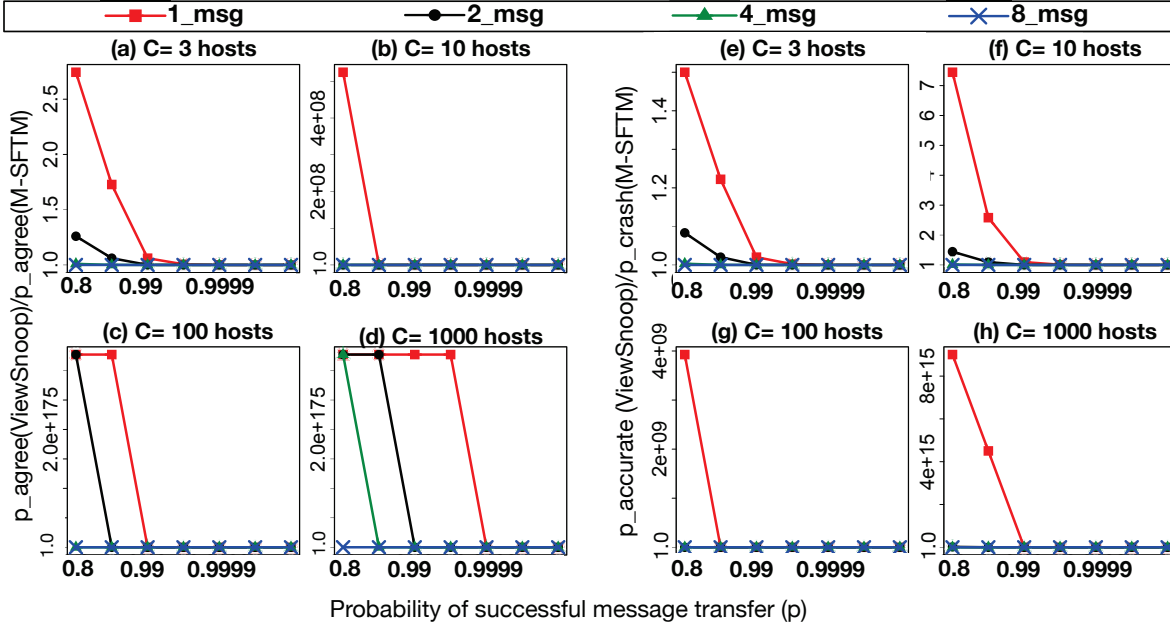 1_msg 2_msg 4_msg 8_msg
(a) C= 3 hosts
(b) C= 10 hosts
(e) C= 3 hosts
(f) C= 10 hosts
p_agree(ViewSnoop)/p_agree(M-SFTM)
2.5
2.0
1.5
1.0
0.8 0.99 0.9999
4e+08
2e+08
1.0
0.8 0.99 0.9999
p_accurate (ViewSnoop)/p_crash(M-SFTM)
1.4
1.2
1.0
0.8 0.99 0.9999
7
6
5
3
2
1
0.8 0.99 0.9999
(c) C= 100 hosts
(d) C= 1000 hosts
(g) C= 100 hosts
(h) C= 1000 hosts
2.0e+175
1.0
0.8 0.99 0.9999
2.0e+175
1.0
0.8 0.99 0.9999
4e+09
2e+09
1.0
0.8 0.99 0.9999
8e+15
4e+15
1.0
0.8 0.99 0.9999
Probability of successful message transfer (p)